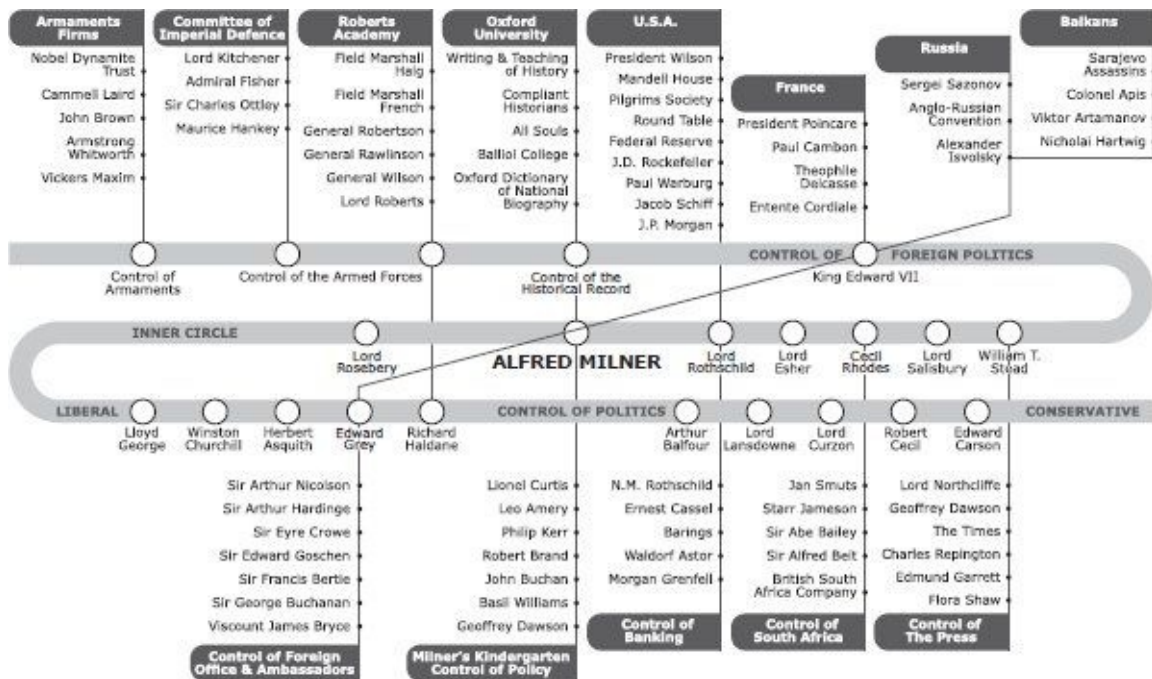 Armaments
Firms
Nobel Dynamite
Trust
Cammell Laird
John Brown
Armstrong
Whitworth
Vickers Maxim
Committee of
Imperial Defence
Lord Kitchener
Admiral Fisher
Sir Charles Ottley
Maurice Hankey
Roberts
Academy
Field Marshall
Haig
Field Marshall
French
General Robertson
General Rawlinson
General Wilson
Lord Roberts
Oxford
University
Writing & Teaching
of History
Compliant
Historians
All Souls
Balliol College
Oxford Dictionary
of National
Biography
U.S.A.
President Wilson
Mandell House
Pilgrims Society
Round Table
Federal Reserve
J.D. Rockefeller
Paul Warburg
Jacob Schiff
J.P. Morgan
France
President Poincare
Paul Cambon
Theophile
Delcasse
Entente Cordiale
Russia
Sergei Sazonov
Anglo-Russian
Convention
Alexander
Isvolsky
Balkans
Sarajevo
Assassins
Colonel Apis
Viktor Artamanov
Nicholai Hartwig
CONTROL OF FOREIGN POLITICS
Control of
Armaments
Control of the Armed Forces
Control of the
Historical Record
King Edward VII
INNER CIRCLE
Lord
Rosebery
ALFRED MILNER
Lord
Rothschild
Lord
Esher
Cecil
Rhodes
Lord
Salisbury
William T.
Stead
LIBERAL
CONTROL OF POLITICS
CONSERVATIVE
Lloyd
George
Winston
Churchill
Herbert
Asquith
Edward
Grey
Richard
Haldane
Arthur
Balfour
Lord
Lansdowne
Lord
Curzon
Robert
Cecil
Edward
Carson
Sir Arthur Nicolson
Sir Arthur Hardinge
Sir Eyre Crowe
Sir Edward Goschen
Sir Francis Bertie
Sir George Buchanan
Viscount James Bryce
Control of Foreign
Office & Ambassadors
Lionel Curtis
Leo Amery
Philip Kerr
Robert Brand
John Buchan
Basil Williams
Geoffrey Dawson
Milner's Kindergarten
Control of Policy
N.M. Rothschild
Ernest Cassel
Barings
Waldorf Astor
Morgan Grenfell
Control of
Banking
Jan Smuts
Starr Jameson
Sir Abe Bailey
Sir Alfred Beit
British South
Africa Company
Control of
South Africa
Lord Northcliffe
Geoffrey Dawson
The Times
Charles Repington
Edmund Garrett
Flora Shaw
Control of
The Press